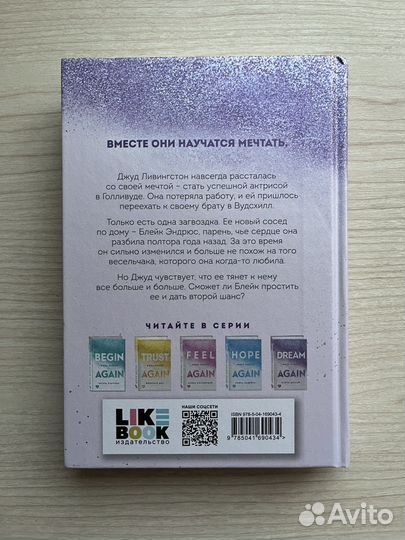 ВМЕСТЕ ОНИ НАУЧАТСЯ МЕЧТАТЬ.
Джуд Ливингстон навсегда рассталась
со своей мечтой – стать успешной актрисой
в Голливуде. Она потеряла работу, и ей пришлось
переехать к своему брату в Вудсхилл.
Только есть одна загвоздка. Ее новый сосед
по дому – Блейк Эндрюс, парень, чье сердце она
разбила полтора года назад. За это время
он сильно изменился и больше не похож на того
весельчака, которого она когда-то любила.
Но Джуд чувствует, что ее тянет к нему
все больше и больше. Сможет ли Блейк простить
ее и дать второй шанс?
ЧИТАЙТЕ В СЕРИИ
BEGIN AGAIN
TRUST AGAIN
FEEL AGAIN
HOPE AGAIN
DREAM AGAIN
LIKE
BOOK
издательство
НАШИ СОЦСЕТИ
ISBN 978-5-04-169043-4
9 785041 690434 >
Avito